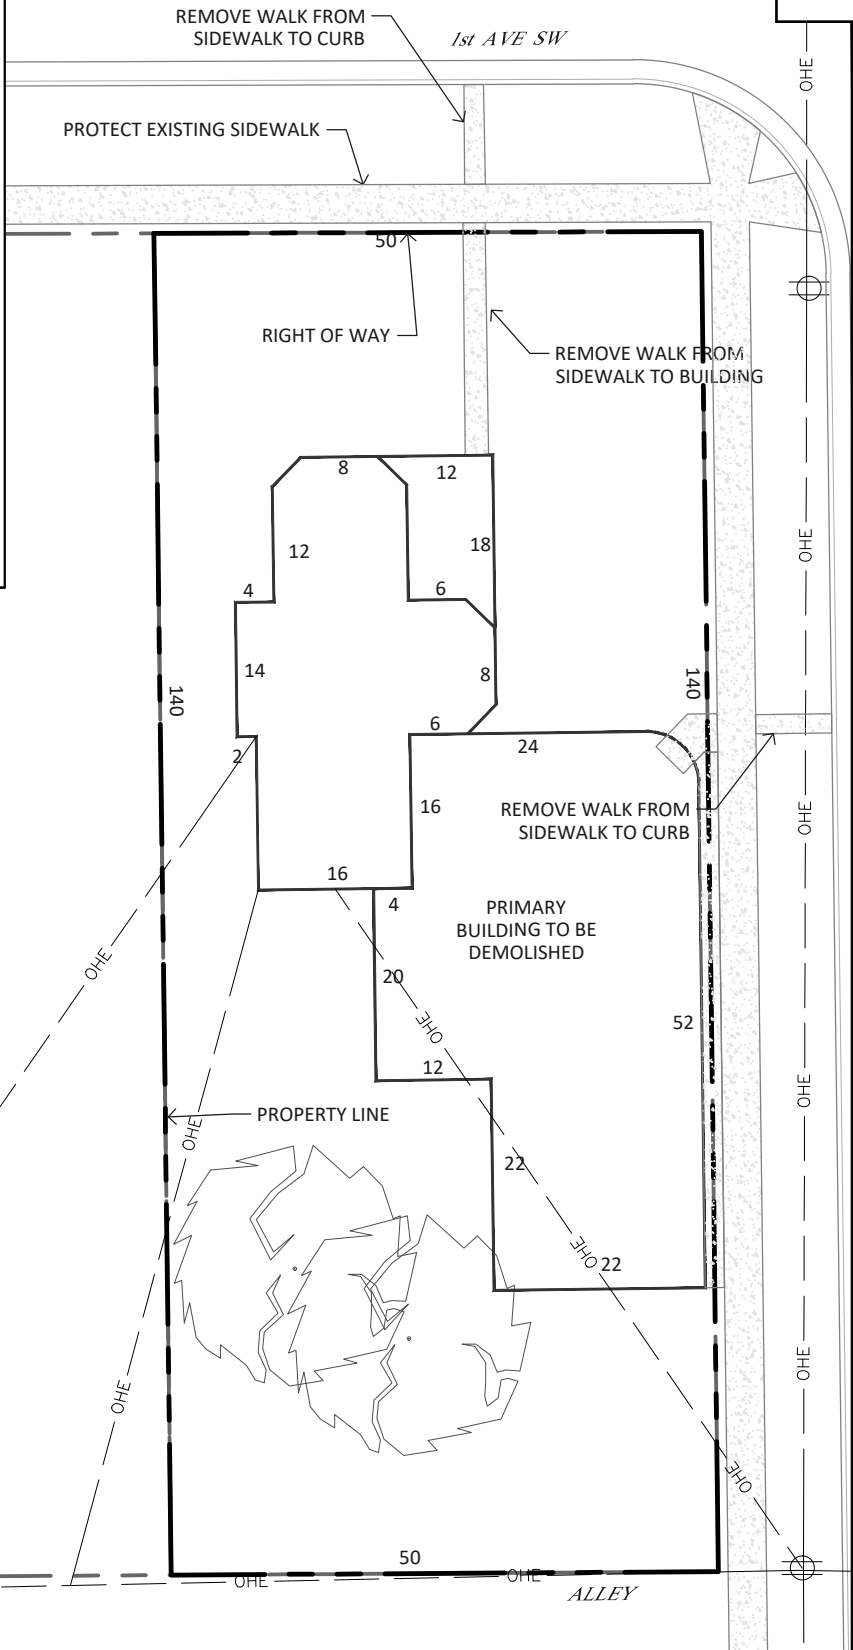 REMOVE WALK FROM
SIDEWALK TO CURB
1st AVE SW
OHE
PROTECT EXISTING SIDEWALK
50
RIGHT OF WAY
REMOVE WALK FROM
SIDEWALK TO BUILDING
8
12
12
18
OHE
4
6
14
8
140
140
6
2
24
16
REMOVE WALK FROM
SIDEWALK TO CURB
OHE
16
4
PRIMARY
BUILDING TO BE
DEMOLISHED
OHE
20
OHE
52
12
OHE
PROPERTY LINE
OHE
22
OHE
22
OHE
OHE
OHE
50
OHE
OHE
ALLEY